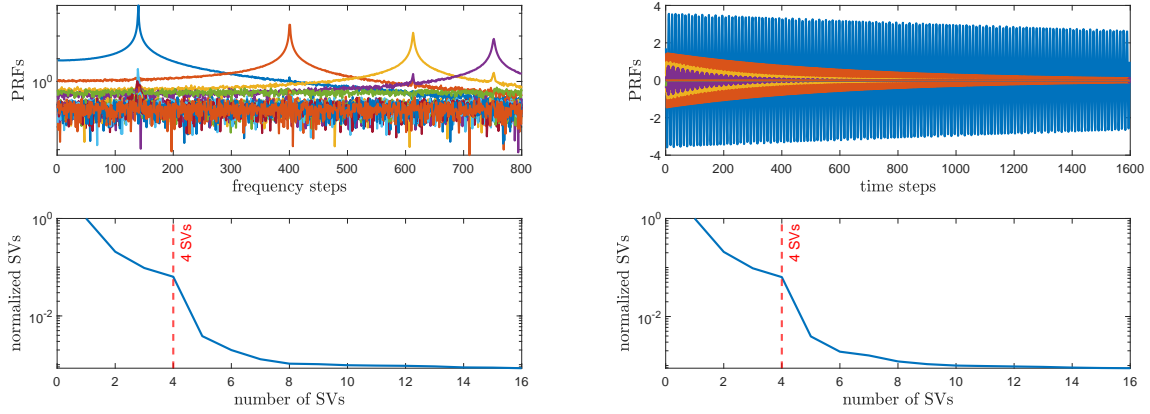 PRFs
10^0
0 100 200 300 400 500 600 700 800
frequency steps
PRFs
4
2
0
-2
-4
0 200 400 600 800 1000 1200 1400 1600
time steps
normalized SVs
10^0
10^-2
4 SVs
0 2 4 6 8 10 12 14 16
number of SVs
normalized SVs
10^0
10^-2
4 SVs
0 2 4 6 8 10 12 14 16
number of SVs